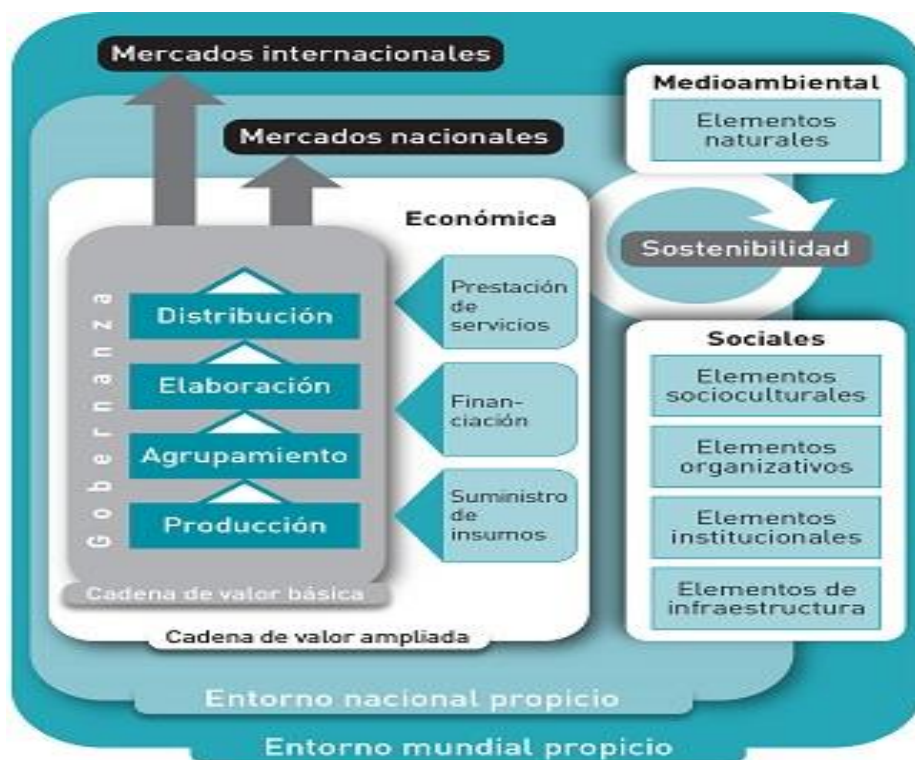 Mercados internacionales
Mercados nacionales
Medioambiental
Elementos
naturales
Sostenibilidad
Económica
Gobernanza
Distribución
Elaboración
Agrupamiento
Producción
Cadena de valor básica
Prestación
de
servicios
Finan-
ciación
Suministro
de
insumos
Cadena de valor ampliada
Sociales
Elementos
socioculturales
Elementos
organizativos
Elementos
institucionales
Elementos de
infraestructura
Entorno nacional propicio
Entorno mundial propicio